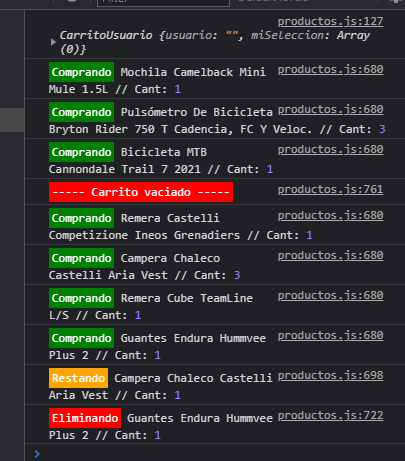 Filter
Default levels
productos.js:127
CarritoUsuario {usuario: "", miSeleccion: Array
(0)}
Comprando Mochila Camelback Mini productos.js:680
Mule 1.5L // Cant: 1
Comprando Pulsómetro De Bicicleta productos.js:680
Bryton Rider 750 T Cadencia, FC Y Veloc. // Cant: 3
Comprando Bicicleta MTB productos.js:680
Cannondale Trail 7 2021 // Cant: 1
----- Carrito vaciado ----- productos.js:761
Comprando Remera Castelli productos.js:680
Competizione Ineos Grenadiers // Cant: 1
Comprando Campera Chaleco productos.js:680
Castelli Aria Vest // Cant: 3
Comprando Remera Cube TeamLine productos.js:680
L/S // Cant: 1
Comprando Guantes Endura Hummvee productos.js:680
Plus 2 // Cant: 1
Restando Campera Chaleco Castelli productos.js:698
Aria Vest // Cant: 1
Eliminando Guantes Endura Hummvee productos.js:722
Plus 2 // Cant: 1